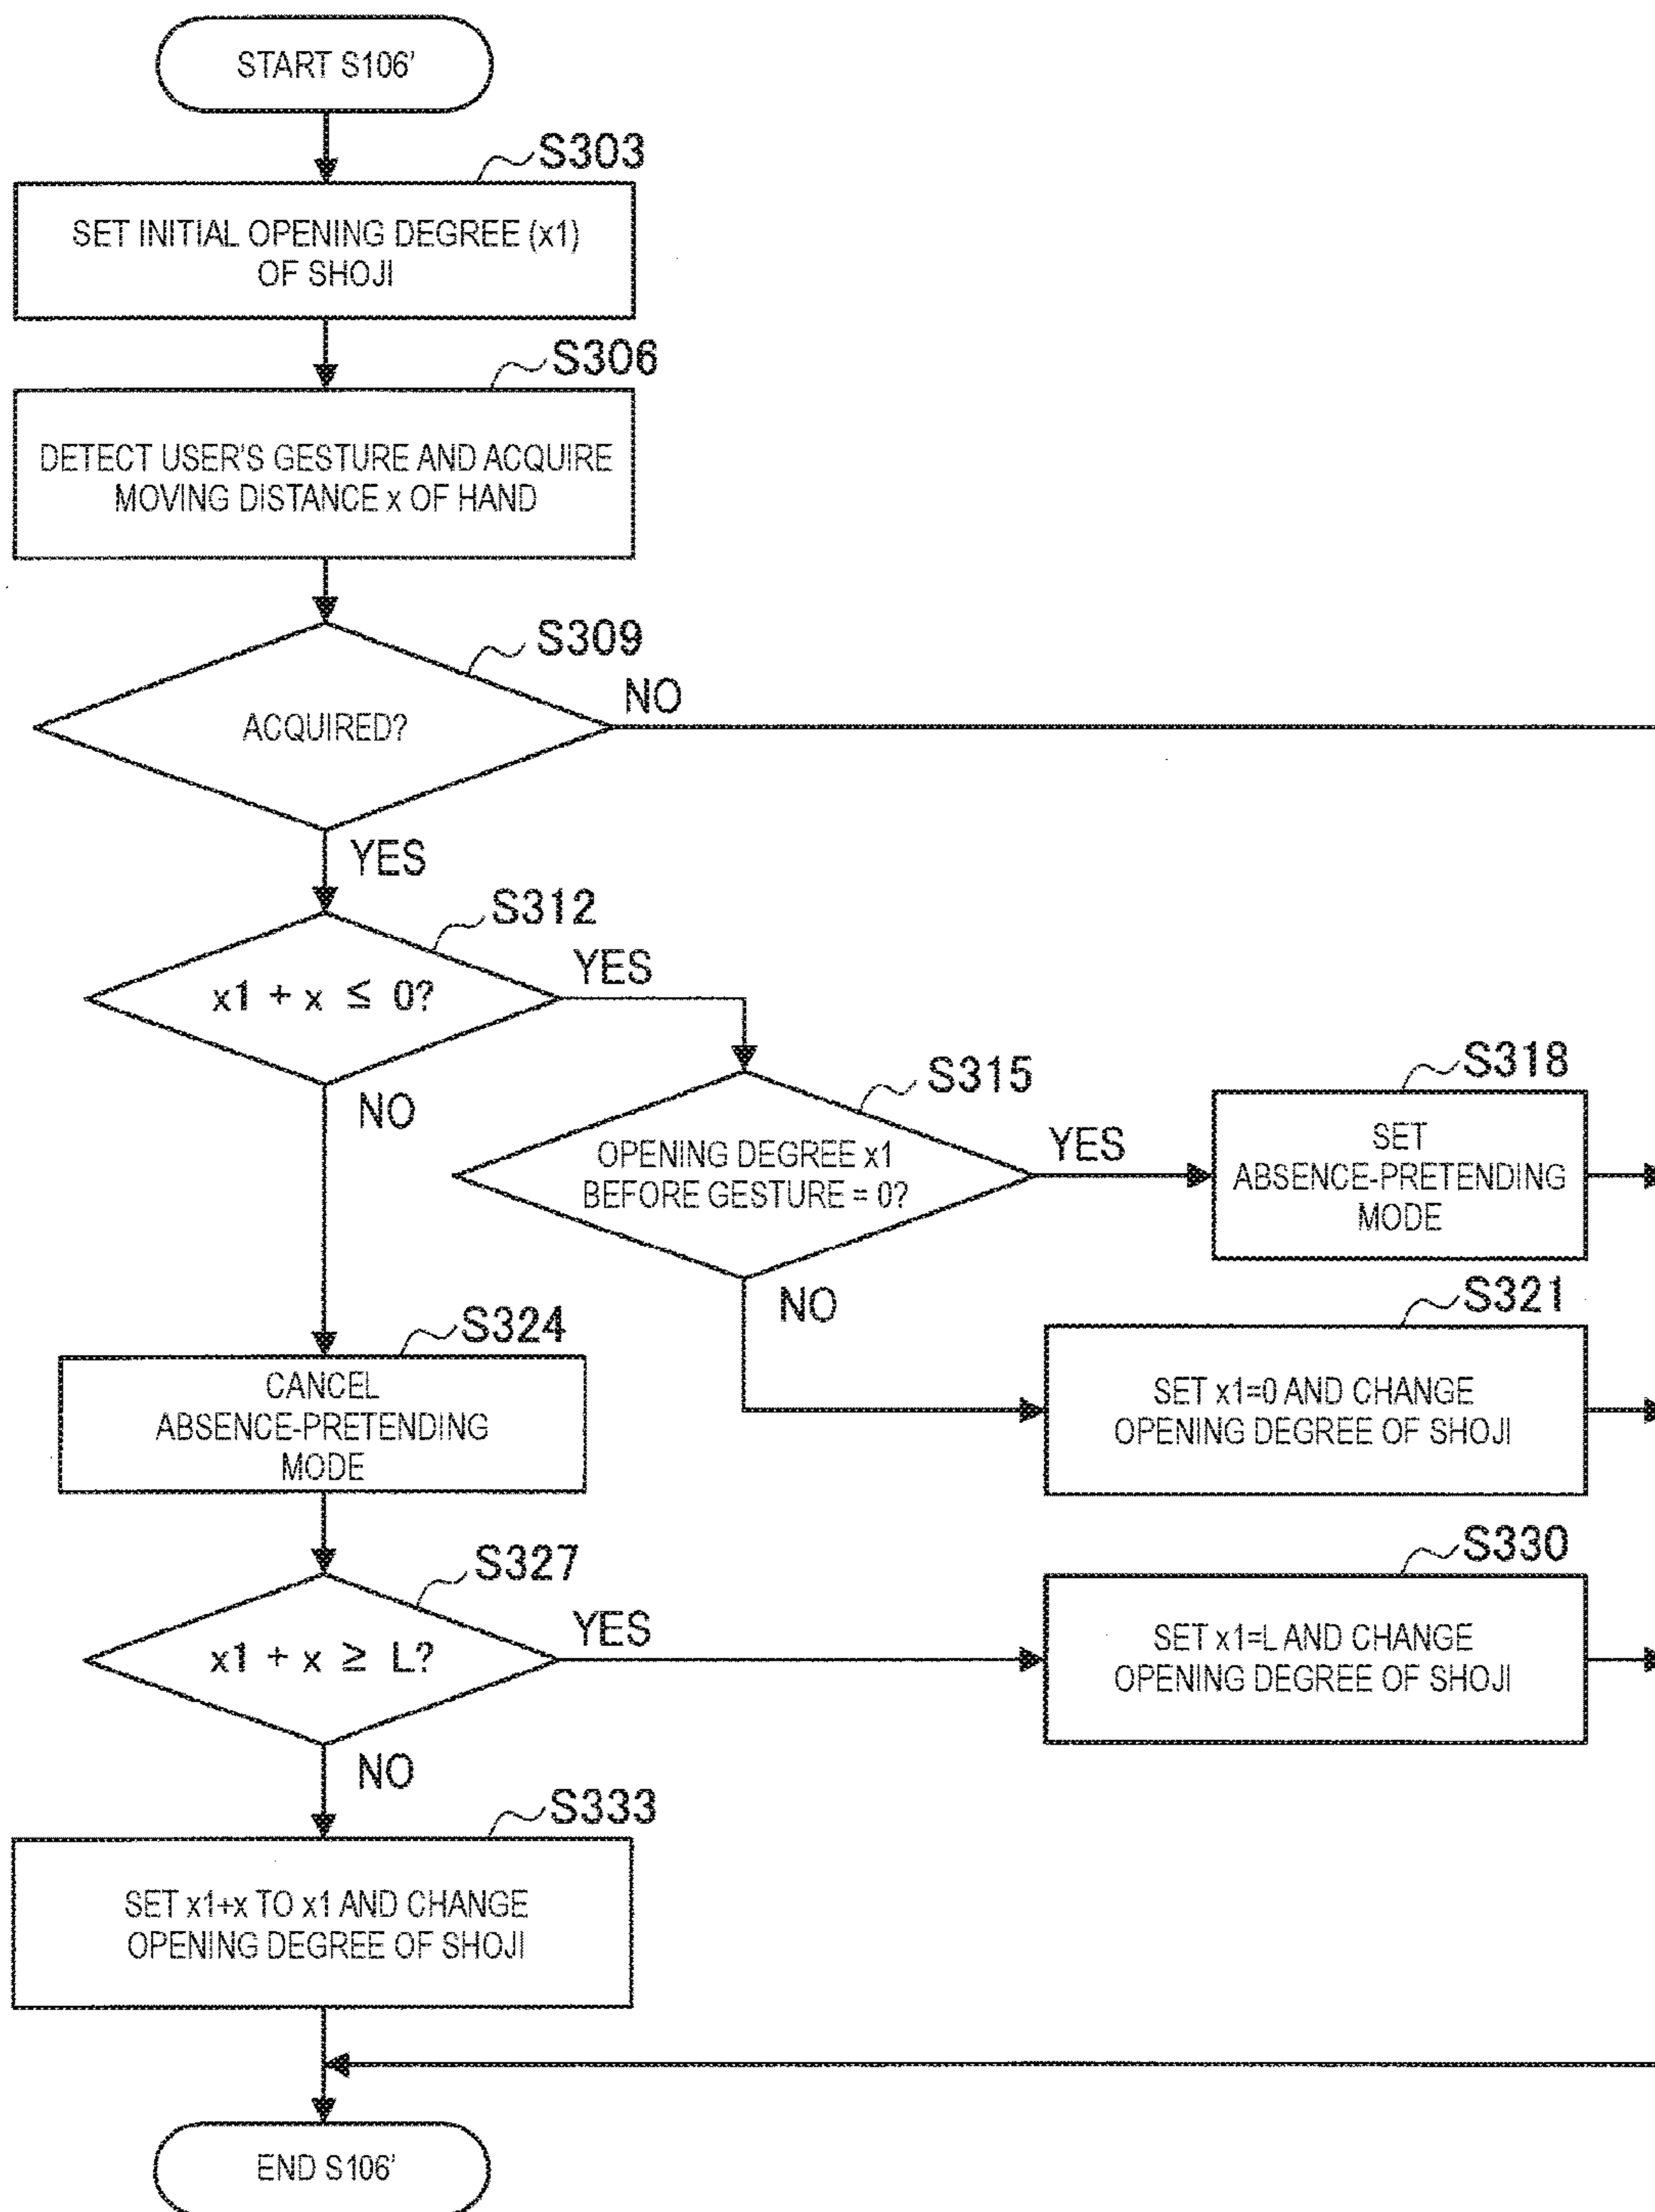 START S106'
S303
SET INITIAL OPENING DEGREE (x1)
OF SHOJI
S306
DETECT USER'S GESTURE AND ACQUIRE
MOVING DISTANCE x OF HAND
S309
ACQUIRED?
NO
YES
S312
x1 + x ≤ 0?
YES
NO
S315
OPENING DEGREE x1
BEFORE GESTURE = 0?
YES
NO
S318
SET
ABSENCE-PRETENDING
MODE
S321
SET x1=0 AND CHANGE
OPENING DEGREE OF SHOJI
S324
CANCEL
ABSENCE-PRETENDING
MODE
S327
x1 + x ≥ L?
YES
NO
S330
SET x1=L AND CHANGE
OPENING DEGREE OF SHOJI
S333
SET x1+x TO x1 AND CHANGE
OPENING DEGREE OF SHOJI
END S106'